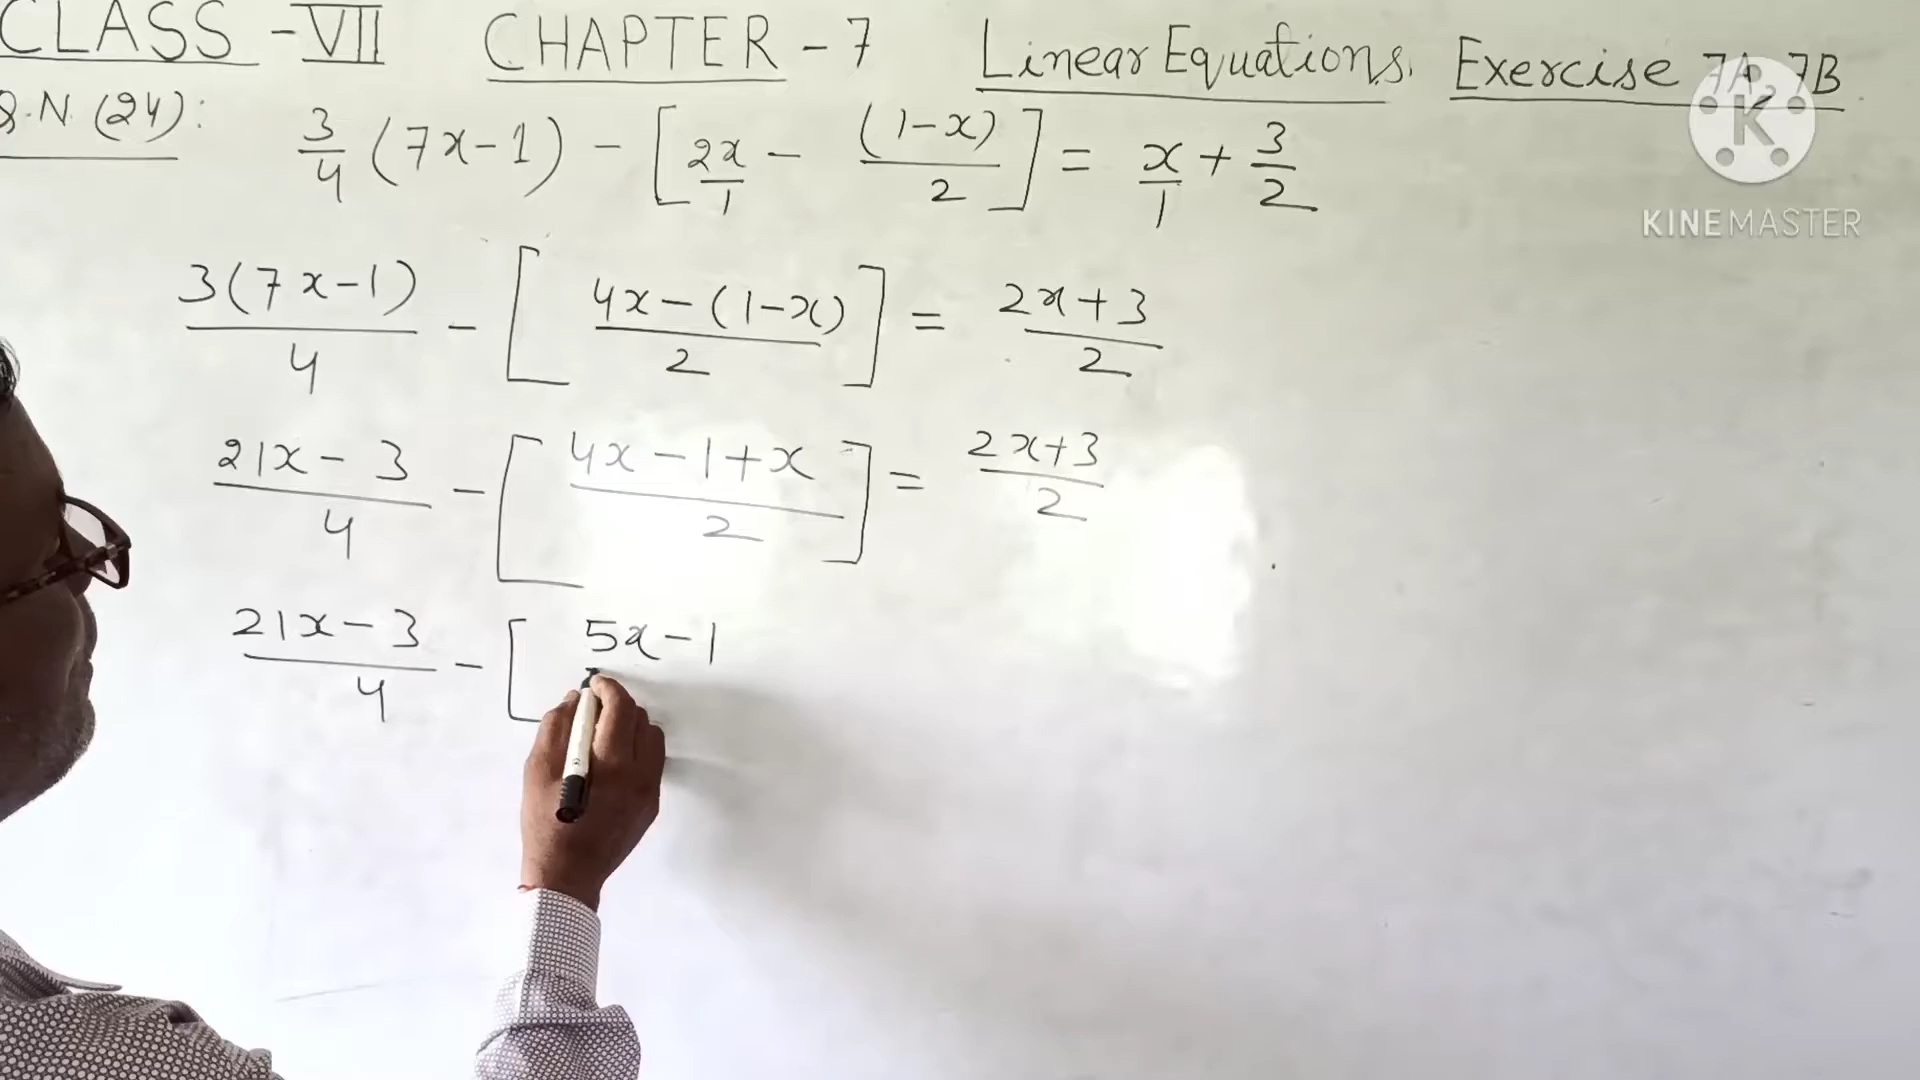 CLASS - VII CHAPTER - 7 Linear Equations. Exercise 7A, 7B
Q.N. (24): 3/4 (7x-1) - [2x/1 - (1-x)/2] = x/1 + 3/2
K
KINEMASTER
3(7x-1)/4 - [4x-(1-x)/2] = 2x+3/2
21x-3/4 - [4x-1+x/2] = 2x+3/2
21x-3/4 - [5x-1